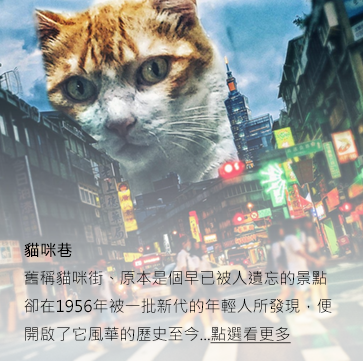 貓咪巷
舊稱貓咪街、原本是個早已被人遺忘的景點
卻在1956年被一批新代的年輕人所發現，便
開啟了它風華的歷史至今...點選看更多